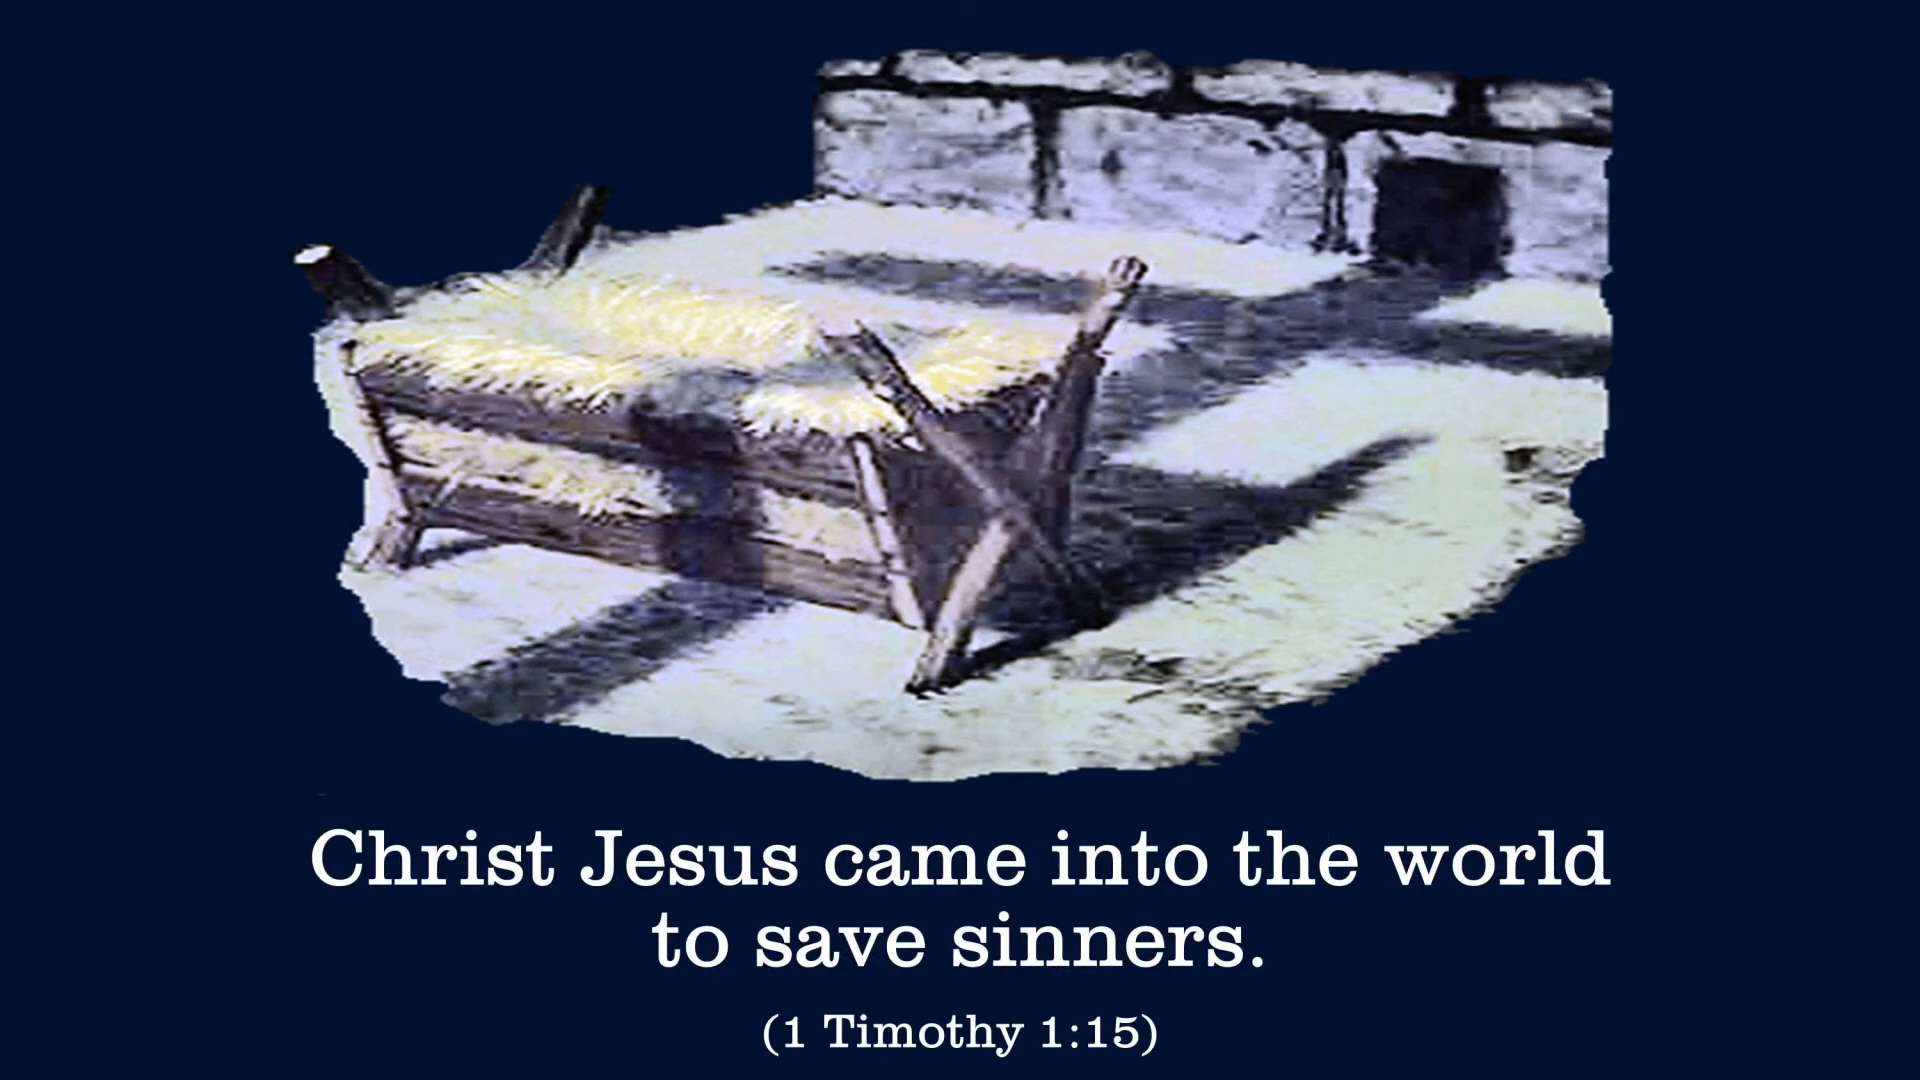 Christ Jesus came into the world
to save sinners.
(1 Timothy 1:15)